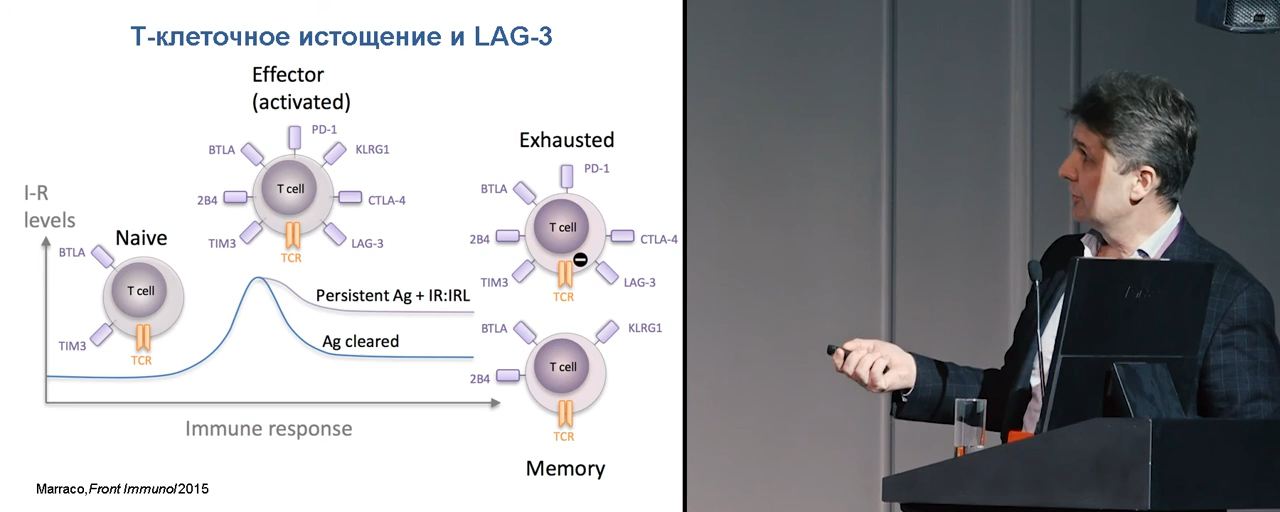 Т-клеточное истощение и LAG-3
Effector
(activated)
PD-1
BTLA
KLRG1
T cell
2B4
CTLA-4
TIM3
LAG-3
TCR
Exhausted
PD-1
BTLA
T cell
2B4
CTLA-4
TIM3
LAG-3
TCR
I-R
levels
Naive
BTLA
T cell
TIM3
TCR
Persistent Ag + IR:IRL
Ag cleared
BTLA
KLRG1
T cell
2B4
TCR
Memory
Immune response
Marraco,Front Immunol 2015